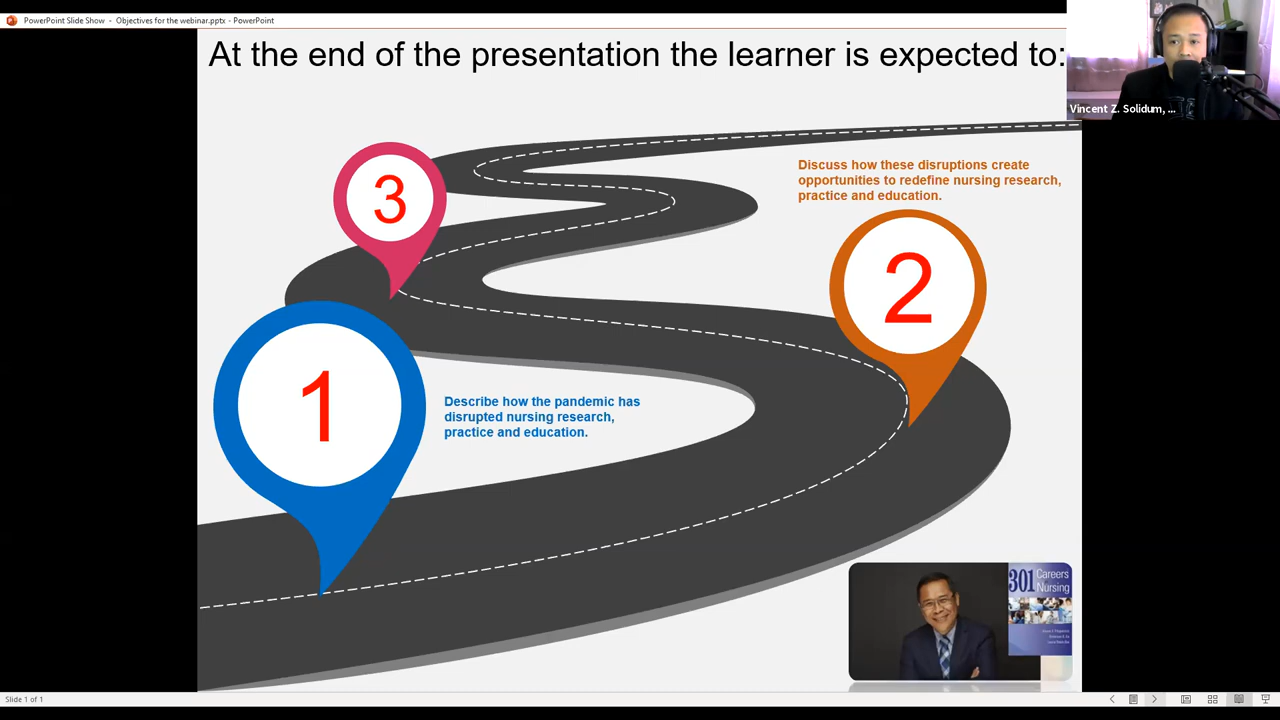 PowerPoint Slide Show - Objectives for the webinar.pptx - PowerPoint
At the end of the presentation the learner is expected to:
Vincent Z. Solidum, ...
Discuss how these disruptions create
opportunities to redefine nursing research,
practice and education.
3
2
1
Describe how the pandemic has
disrupted nursing research,
practice and education.
301 Careers
Nursing
Slide 1 of 1